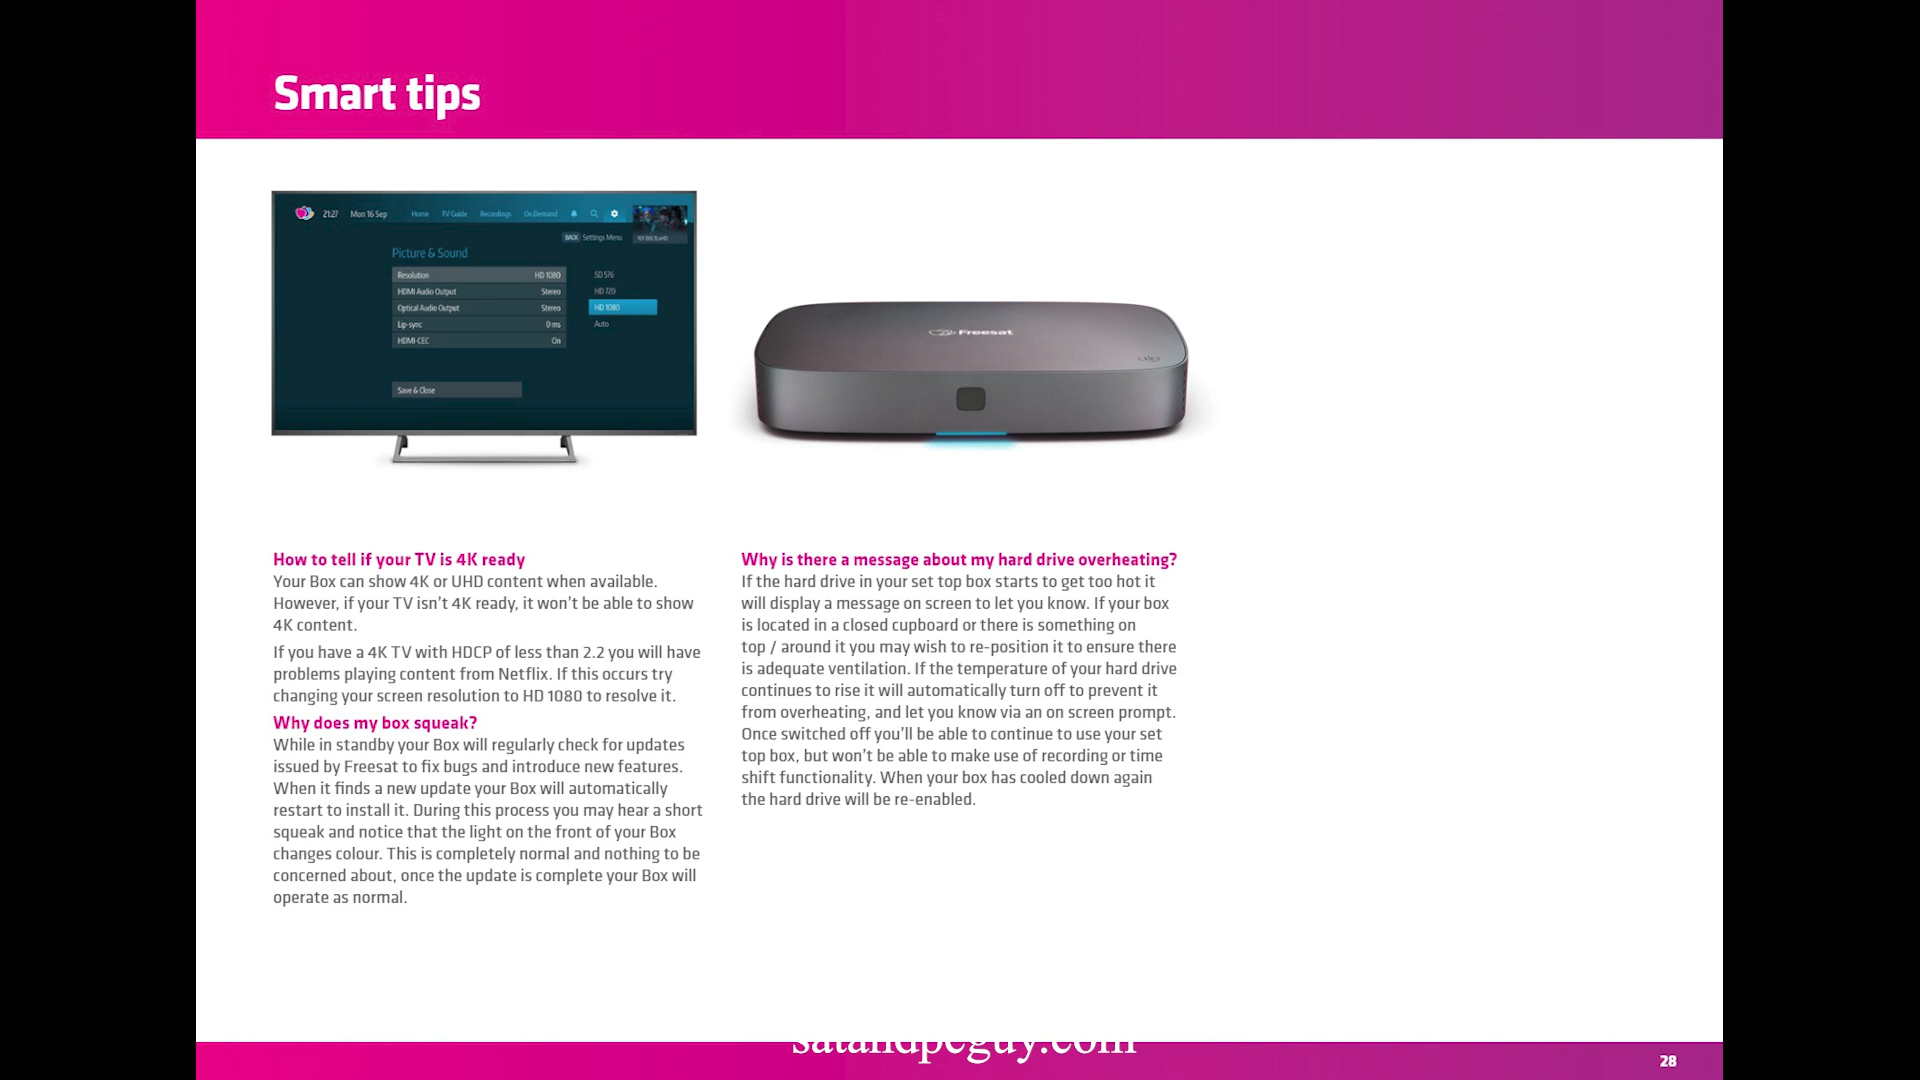 Smart tips
21:27 Mon 16 Sep Home TV Guide Recordings On Demand
BACK Settings Menu
Picture & Sound
Resolution HD 1080
HDMI Audio Output Stereo
Optical Audio Output Stereo
Lip-sync 0 ms
HDMI-CEC On
SD 576
HD 720
HD 1080
Auto
Save & Close
Freesat
How to tell if your TV is 4K ready
Your Box can show 4K or UHD content when available.
However, if your TV isn't 4K ready, it won't be able to show
4K content.
If you have a 4K TV with HDCP of less than 2.2 you will have
problems playing content from Netflix. If this occurs try
changing your screen resolution to HD 1080 to resolve it.
Why does my box squeak?
While in standby your Box will regularly check for updates
issued by Freesat to fix bugs and introduce new features.
When it finds a new update your Box will automatically
restart to install it. During this process you may hear a short
squeak and notice that the light on the front of your Box
changes colour. This is completely normal and nothing to be
concerned about, once the update is complete your Box will
operate as normal.
Why is there a message about my hard drive overheating?
If the hard drive in your set top box starts to get too hot it
will display a message on screen to let you know. If your box
is located in a closed cupboard or there is something on
top / around it you may wish to re-position it to ensure there
is adequate ventilation. If the temperature of your hard drive
continues to rise it will automatically turn off to prevent it
from overheating, and let you know via an on screen prompt.
Once switched off you'll be able to continue to use your set
top box, but won't be able to make use of recording or time
shift functionality. When your box has cooled down again
the hard drive will be re-enabled.
satandpcguy.com
28